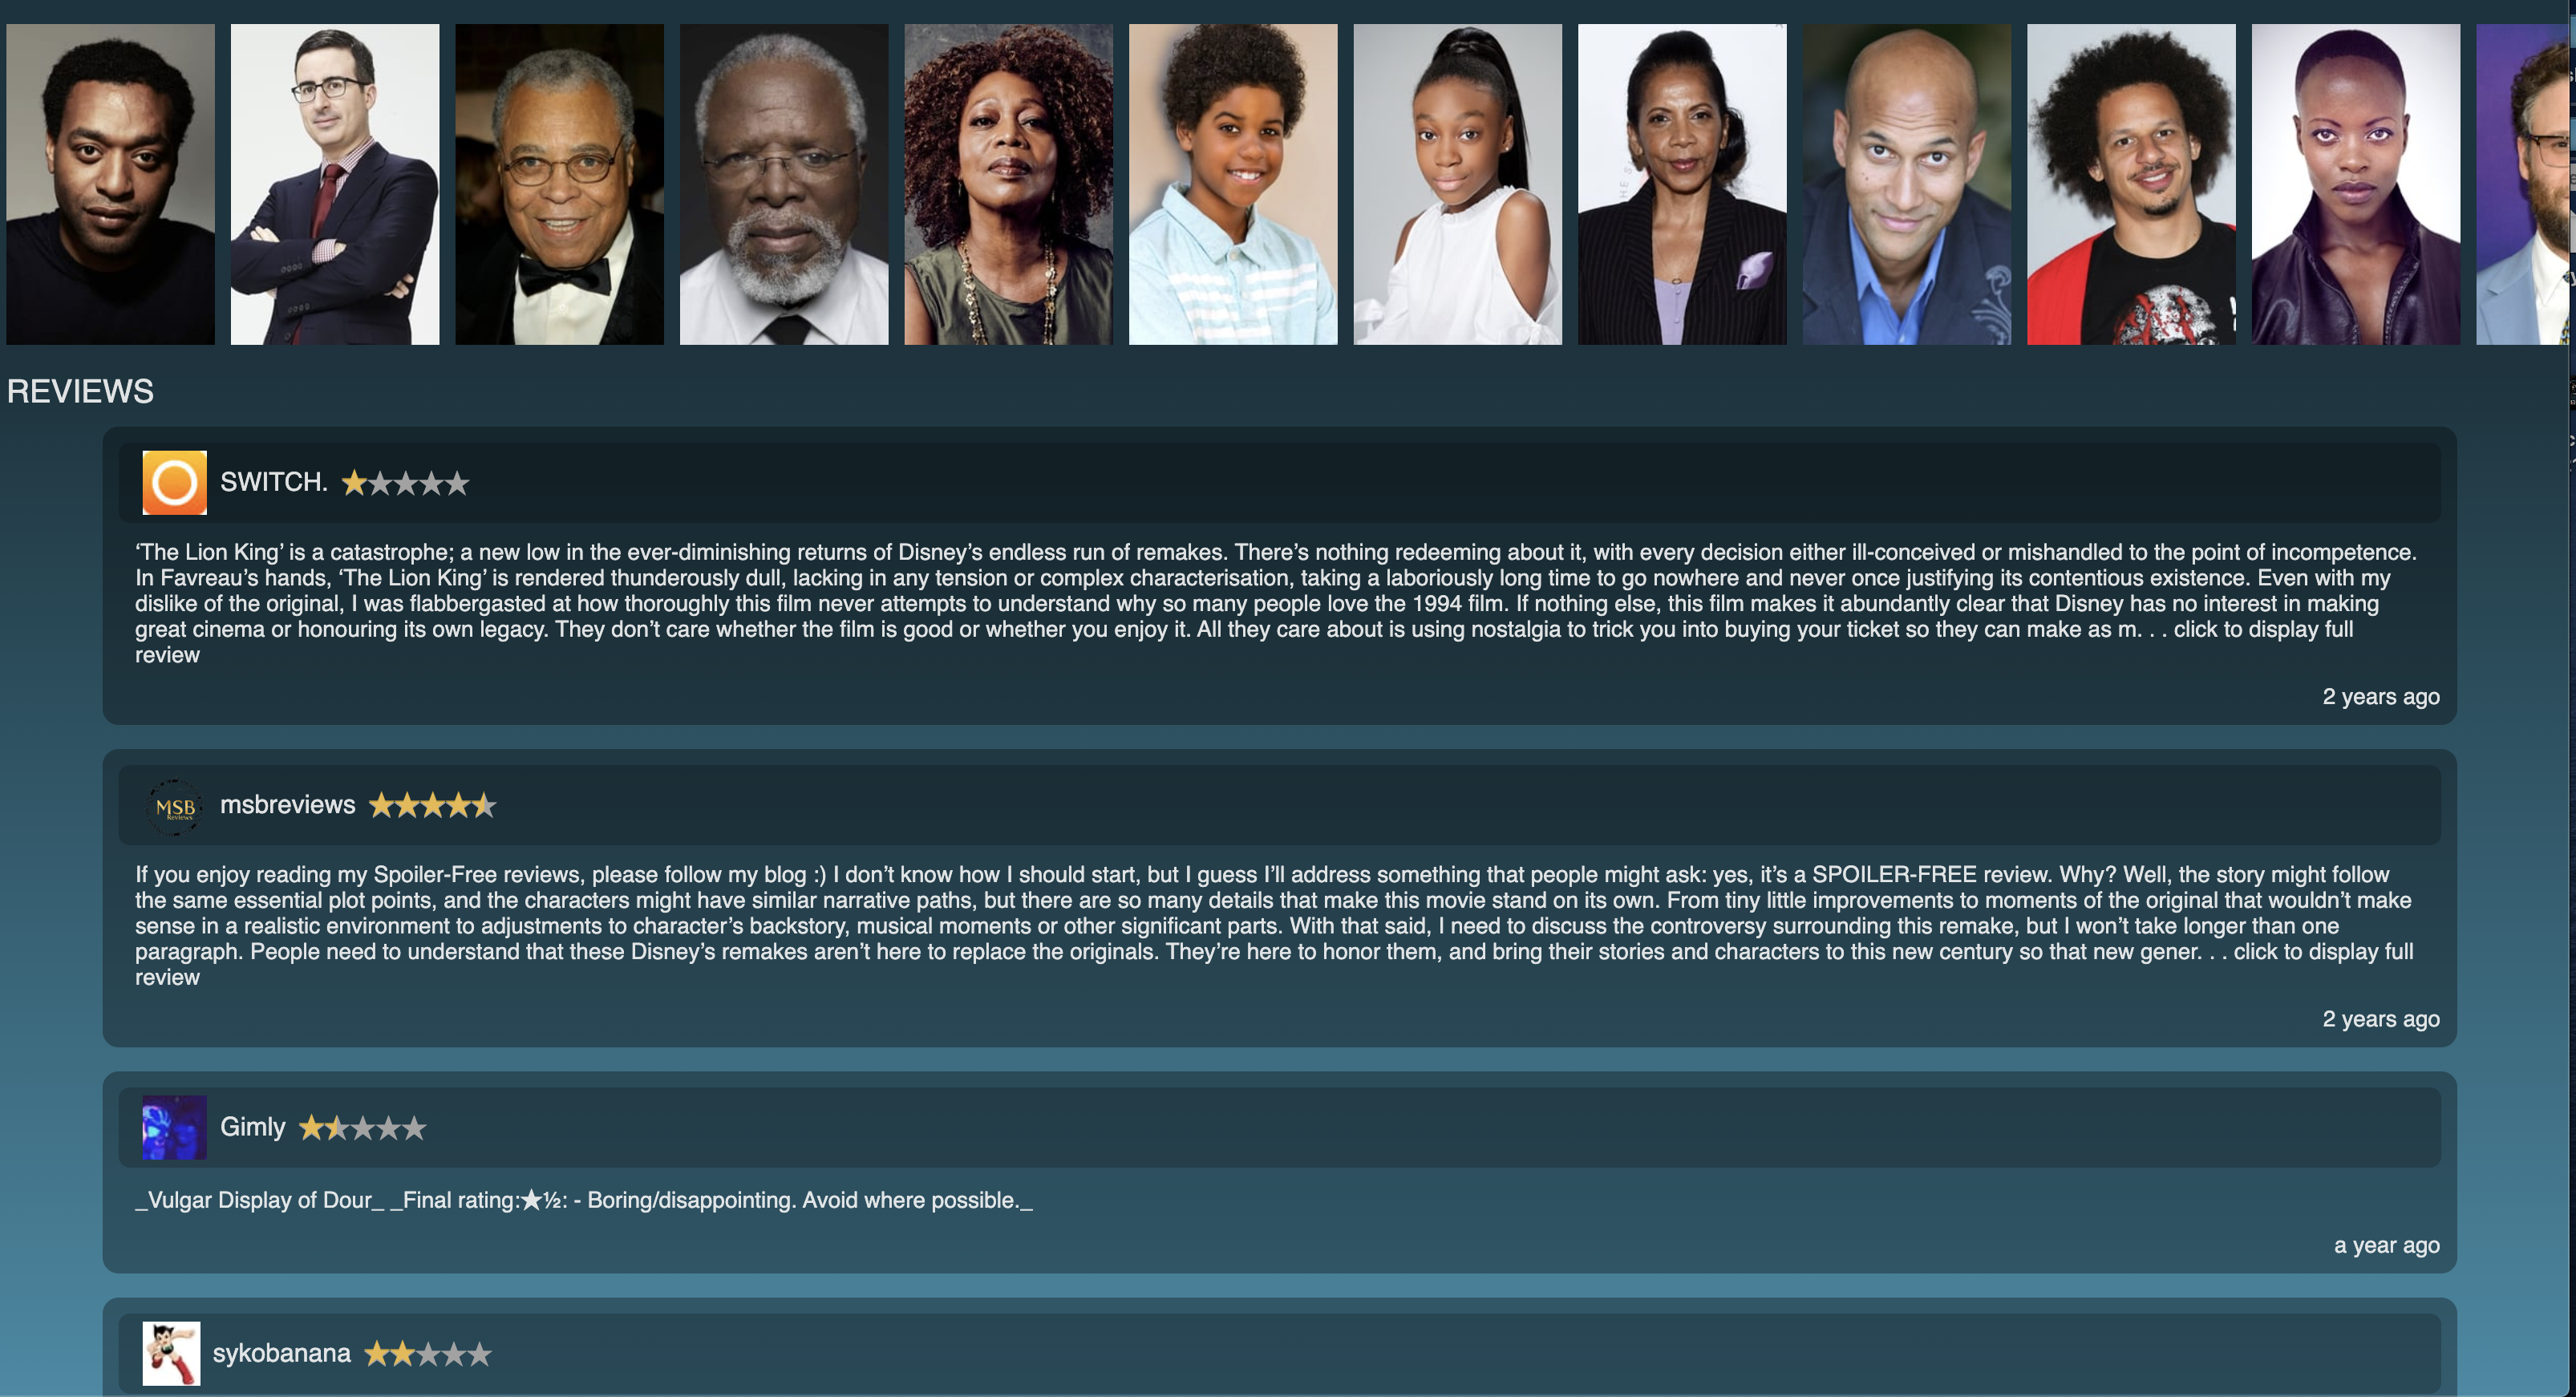 REVIEWS
SWITCH.
‘The Lion King’ is a catastrophe; a new low in the ever-diminishing returns of Disney’s endless run of remakes. There’s nothing redeeming about it, with every decision either ill-conceived or mishandled to the point of incompetence.
In Favreau’s hands, ‘The Lion King’ is rendered thunderously dull, lacking in any tension or complex characterisation, taking a laboriously long time to go nowhere and never once justifying its contentious existence. Even with my
dislike of the original, I was flabbergasted at how thoroughly this film never attempts to understand why so many people love the 1994 film. If nothing else, this film makes it abundantly clear that Disney has no interest in making
great cinema or honouring its own legacy. They don’t care whether the film is good or whether you enjoy it. All they care about is using nostalgia to trick you into buying your ticket so they can make as m. . . click to display full
review
2 years ago
MSB
Reviews
msbreviews
If you enjoy reading my Spoiler-Free reviews, please follow my blog :) I don’t know how I should start, but I guess I’ll address something that people might ask: yes, it’s a SPOILER-FREE review. Why? Well, the story might follow
the same essential plot points, and the characters might have similar narrative paths, but there are so many details that make this movie stand on its own. From tiny little improvements to moments of the original that wouldn’t make
sense in a realistic environment to adjustments to character’s backstory, musical moments or other significant parts. With that said, I need to discuss the controversy surrounding this remake, but I won’t take longer than one
paragraph. People need to understand that these Disney’s remakes aren’t here to replace the originals. They’re here to honor them, and bring their stories and characters to this new century so that new gener. . . click to display full
review
2 years ago
Gimly
_Vulgar Display of Dour_ _Final rating:★½: - Boring/disappointing. Avoid where possible._
a year ago
sykobanana